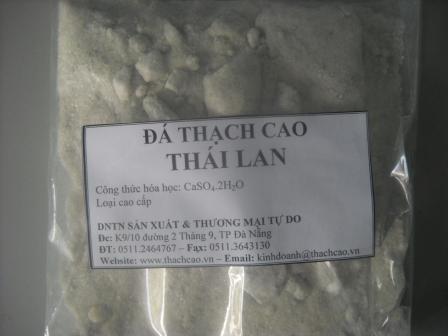 ĐÁ THẠCH CAO
THÁI LAN
Công thức hóa học: CaSO₄.2H₂O
Loại cao cấp
DNTN SẢN XUẤT & THƯƠNG MẠI TỰ DO
Đc: K9/10 đường 2 Tháng 9, TP Đà Nẵng
ĐT: 0511.2464767 – Fax: 0511.3643130
Website: www.thachcao.vn – Email: kinhdoanh@thachcao.vn